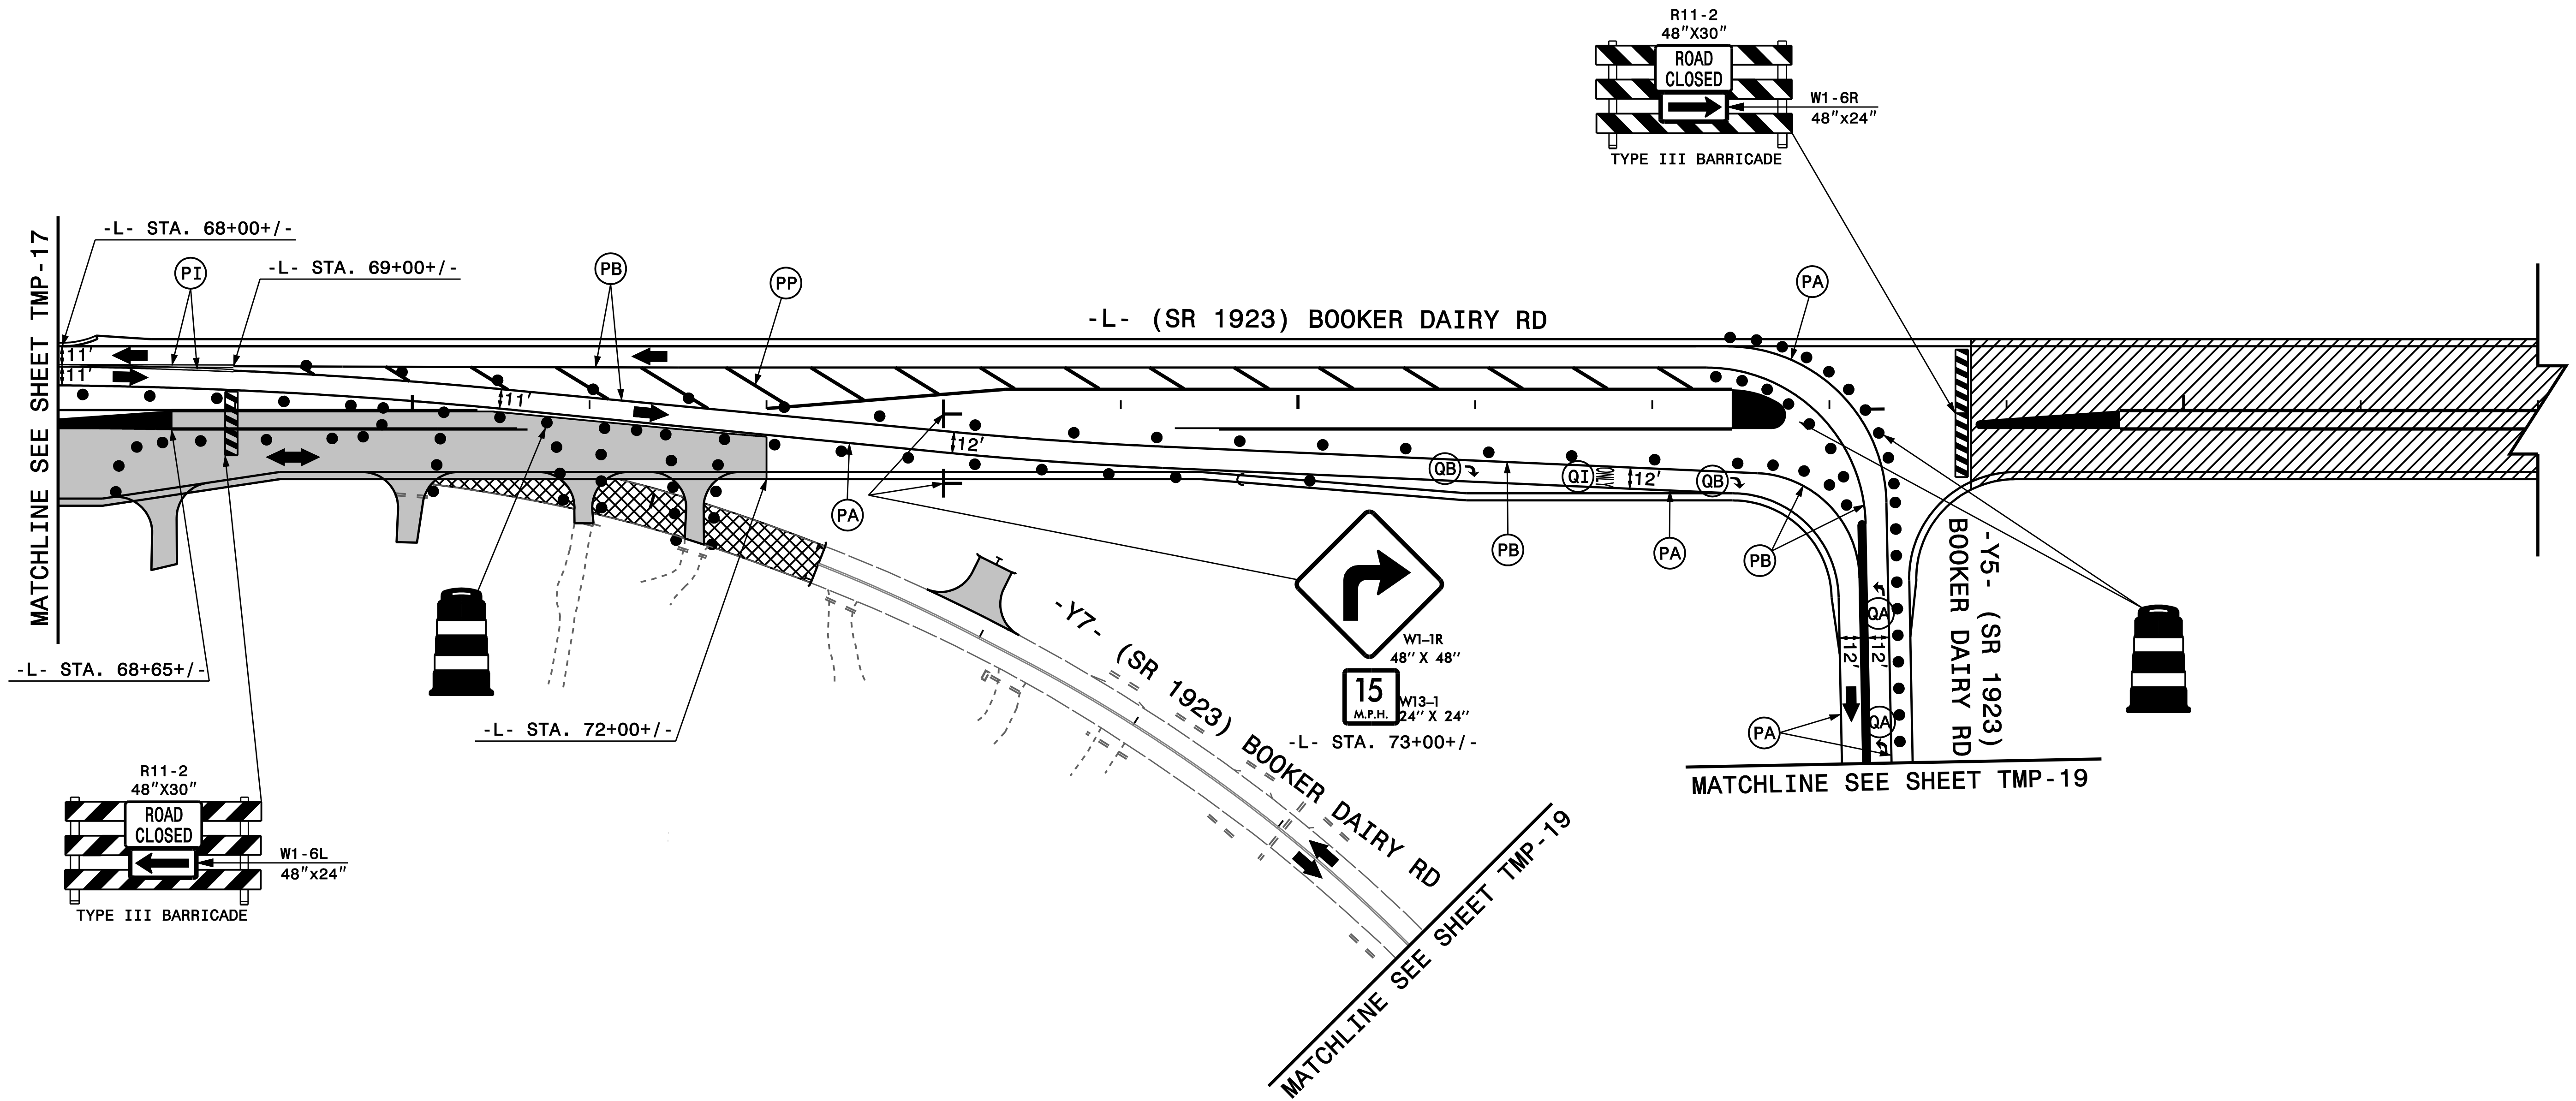 R11-2
48"X30"
ROAD
CLOSED
W1-6R
48"x24"
TYPE III BARRICADE
MATCHLINE SEE SHEET TMP-17
-L- STA. 68+00+/-
PI
-L- STA. 69+00+/-
PB
PP
PA
-L- (SR 1923) BOOKER DAIRY RD
11'
11'
11'
12'
QB
QI
ONLY
12'
QB
PA
PB
PA
PB
-L- STA. 68+65+/-
-L- STA. 72+00+/-
W1-1R
48" X 48"
15
M.P.H.
W13-1
24" X 24"
-L- STA. 73+00+/-
-Y7- (SR 1923) BOOKER DAIRY RD
QA
12'
12'
QA
PA
-Y5- (SR 1923)
BOOKER DAIRY RD
MATCHLINE SEE SHEET TMP-19
MATCHLINE SEE SHEET TMP-19
R11-2
48"X30"
ROAD
CLOSED
W1-6L
48"x24"
TYPE III BARRICADE